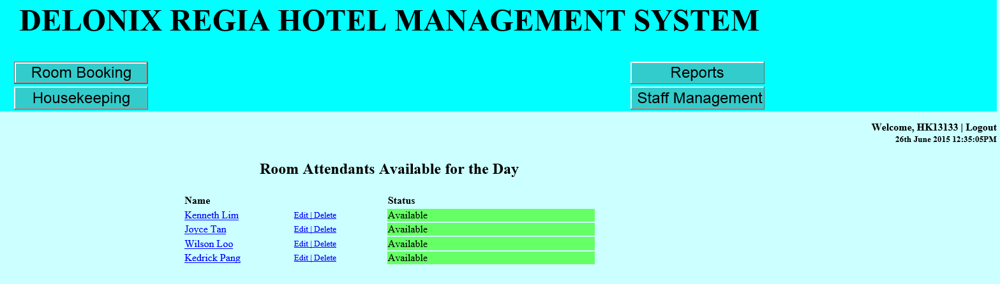 DELONIX REGIA HOTEL MANAGEMENT SYSTEM
Room Booking
Reports
Housekeeping
Staff Management
Welcome, HK13133 | Logout
26th June 2015 12:35:05PM
Room Attendants Available for the Day
Name Status
Kenneth Lim Edit | Delete Available
Joyce Tan Edit | Delete Available
Wilson Loo Edit | Delete Available
Kedrick Pang Edit | Delete Available